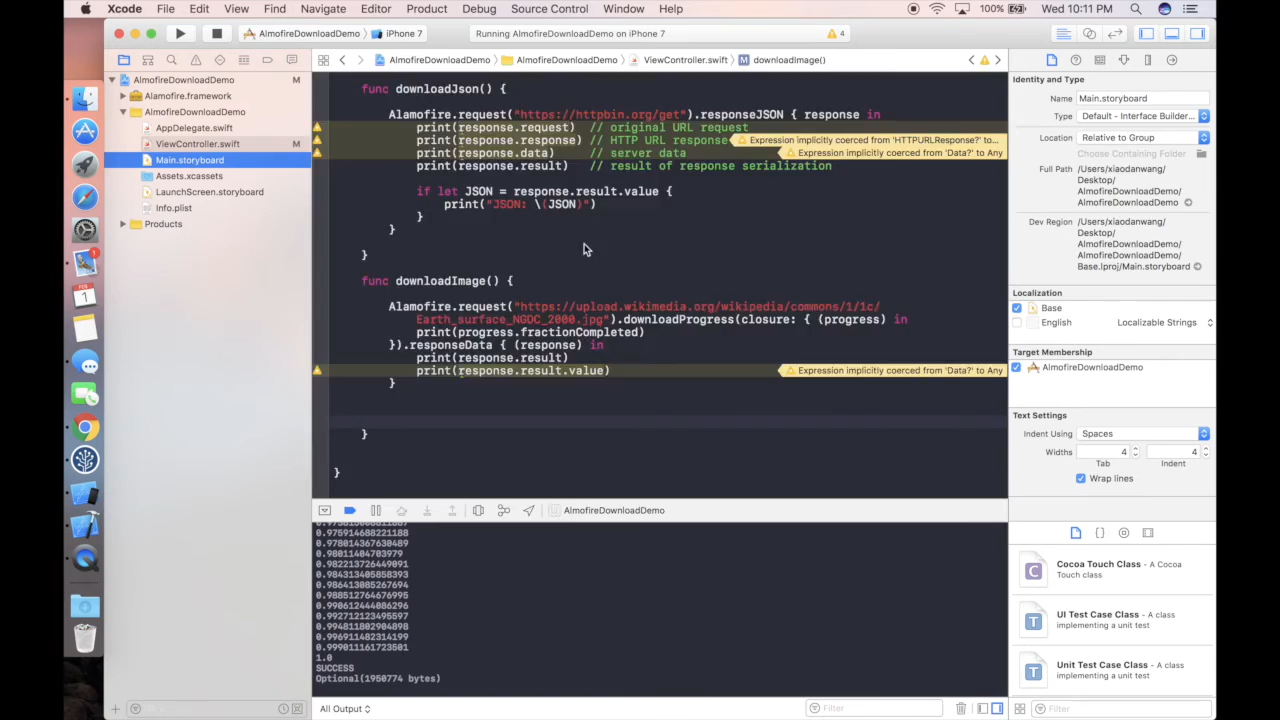 Xcode File Edit View Find Navigate Editor Product Debug Source Control Window Help 100% Wed 10:11 PM
AlmofireDownloadDemo iPhone 7 Running AlmofireDownloadDemo on iPhone 7 4
AlmofireDownloadDemo M
Alamofire.framework
AlmofireDownloadDemo
AppDelegate.swift
ViewController.swift M
Main.storyboard
Assets.xcassets
LaunchScreen.storyboard
Info.plist
Products
AlmofireDownloadDemo AlmofireDownloadDemo ViewController.swift M downloadImage()
func downloadJson() {
Alamofire.request("https://httpbin.org/get").responseJSON { response in
print(response.request) // original URL request
print(response.response) // HTTP URL response Expression implicitly coerced from 'HTTPURLResponse?' to...
print(response.data) // server data Expression implicitly coerced from 'Data?' to Any
print(response.result) // result of response serialization
if let JSON = response.result.value {
print("JSON: \(JSON)")
}
}
}
func downloadImage() {
Alamofire.request("https://upload.wikimedia.org/wikipedia/commons/1/1c/
Earth_surface_NGDC_2000.jpg").downloadProgress(closure: { (progress) in
print(progress.fractionCompleted)
}).responseData { (response) in
print(response.result)
print(response.result.value) Expression implicitly coerced from 'Data?' to Any
}
}
}
AlmofireDownloadDemo
0.975914688221188
0.978014367630489
0.98011404703979
0.982213726449091
0.984313405858393
0.986413085267694
0.988512764676995
0.990612444086296
0.992712123495597
0.994811802904898
0.996911482314199
0.999011161723501
1.0
SUCCESS
Optional(1950774 bytes)
All Output Filter
Identity and Type
Name Main.storyboard
Type Default - Interface Builder...
Location Relative to Group
Choose Containing Folder
Full Path /Users/xiaodanwang/
Desktop/
AlmofireDownloadDemo/
AlmofireDownloadDemo
Dev Region /Users/xiaodanwang/
Desktop/
AlmofireDownloadDemo/
AlmofireDownloadDemo/
Base.lproj/Main.storyboard
Localization
Base
English Localizable Strings
Target Membership
AlmofireDownloadDemo
Text Settings
Indent Using Spaces
Widths 4 4
Tab Indent
Wrap lines
Cocoa Touch Class - A Cocoa
Touch class
UI Test Case Class - A class
implementing a unit test
Unit Test Case Class - A class
implementing a unit test
Filter